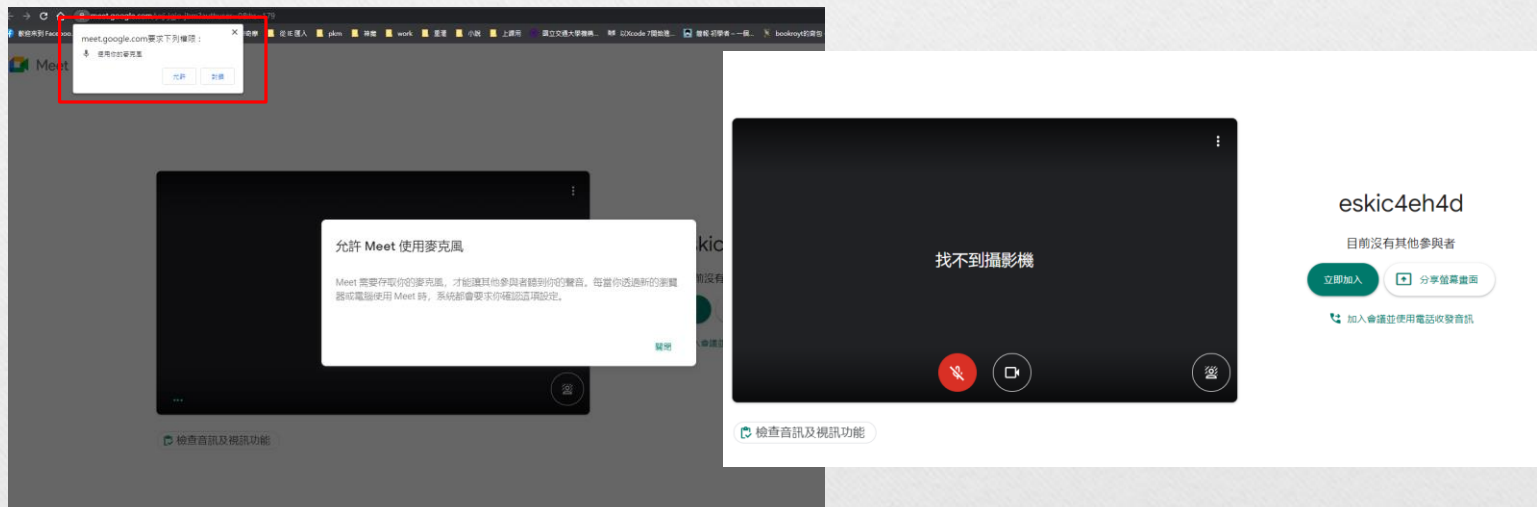 meet.google.com要求下列權限：
使用你的麥克風
允許
封鎖
Meet
pkm
work
小說
允許 Meet 使用麥克風
Meet 需要存取你的麥克風，才能讓其他參與者聽到你的聲音。每當你透過新的瀏覽
器或電腦使用 Meet 時，系統都會要求你確認這項設定。
關閉
檢查音訊及視訊功能
找不到攝影機
檢查音訊及視訊功能
eskic4eh4d
目前沒有其他參與者
立即加入
分享螢幕畫面
加入會議並使用電話收發音訊